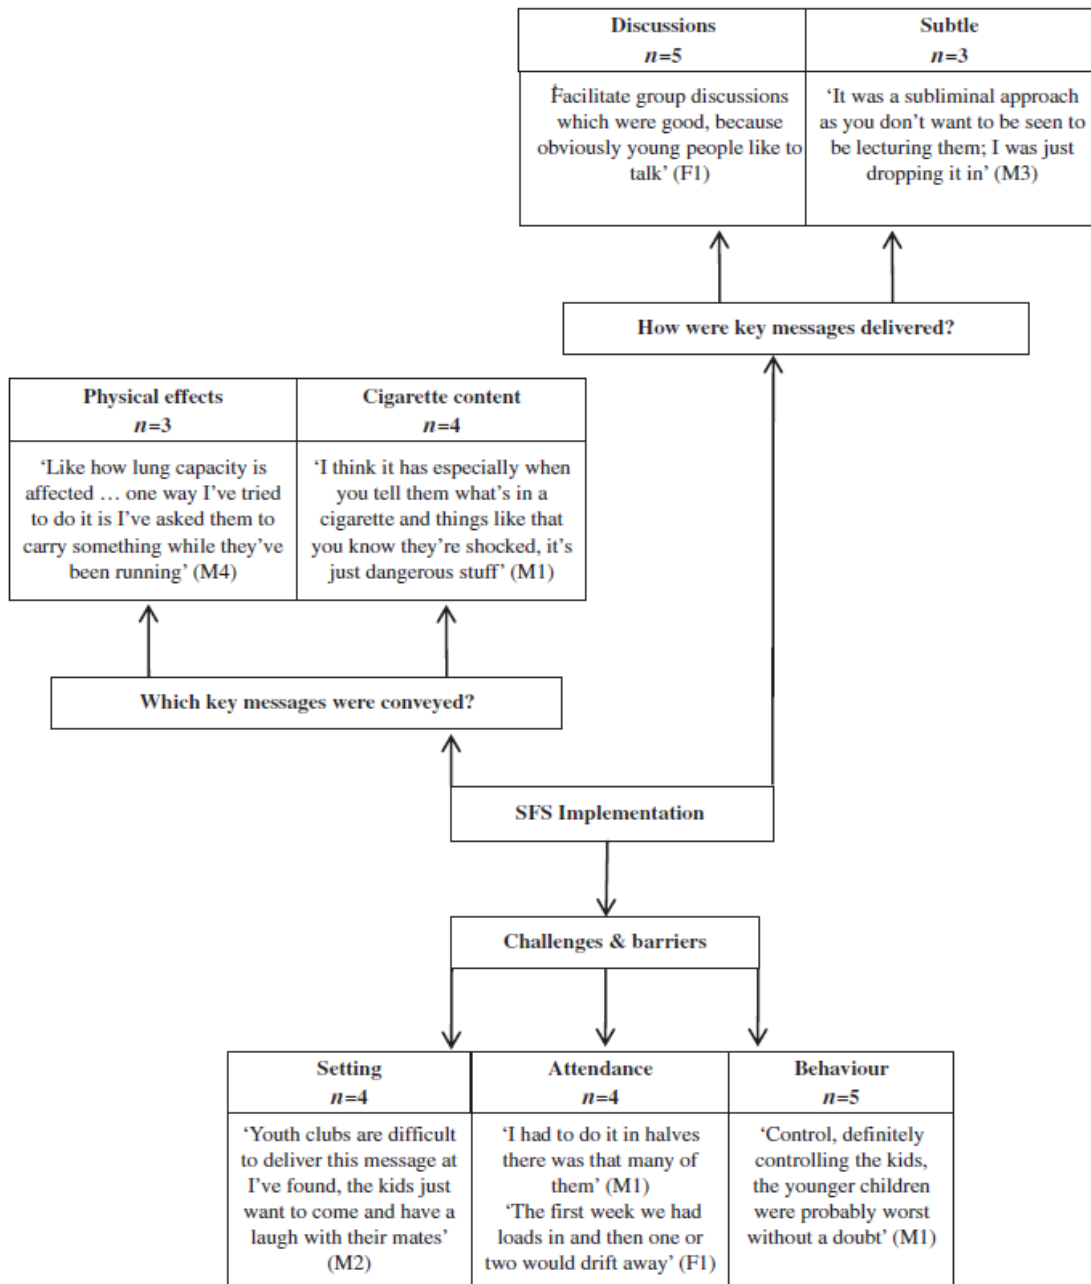 Discussions
n=5
Subtle
n=3
Facilitate group discussions
which were good, because
obviously young people like to
talk’ (F1)
‘It was a subliminal approach
as you don’t want to be seen to
be lecturing them; I was just
dropping it in’ (M3)
How were key messages delivered?
Physical effects
n=3
Cigarette content
n=4
‘Like how lung capacity is
affected … one way I’ve tried
to do it is I’ve asked them to
carry something while they’ve
been running’ (M4)
‘I think it has especially when
you tell them what’s in a
cigarette and things like that
you know they’re shocked, it’s
just dangerous stuff’ (M1)
Which key messages were conveyed?
SFS Implementation
Challenges & barriers
Setting
n=4
Attendance
n=4
Behaviour
n=5
‘Youth clubs are difficult
to deliver this message at
I’ve found, the kids just
want to come and have a
laugh with their mates’
(M2)
‘I had to do it in halves
there was that many of
them’ (M1)
‘The first week we had
loads in and then one or
two would drift away’ (F1)
‘Control, definitely
controlling the kids,
the younger children
were probably worst
without a doubt’ (M1)